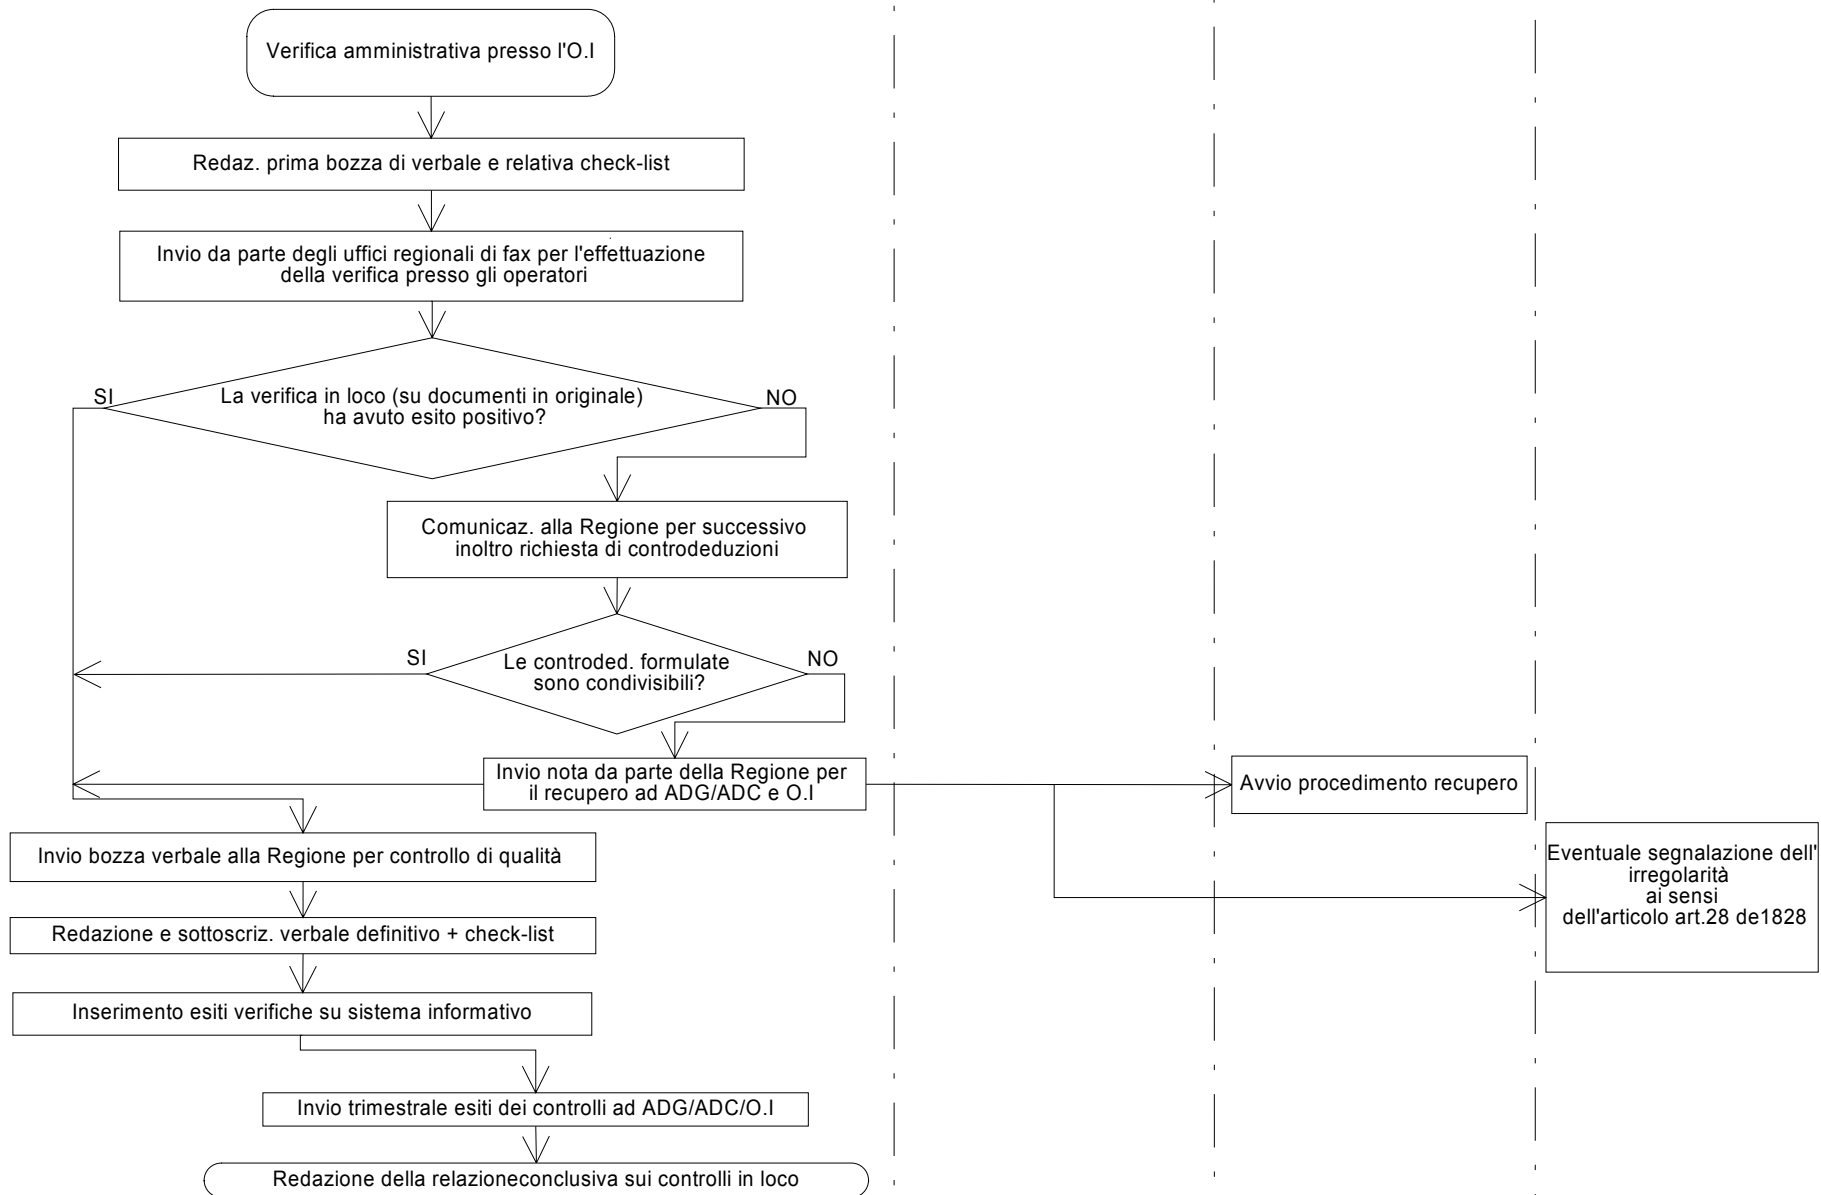 Verifica amministrativa presso l'O.I
Redaz. prima bozza di verbale e relativa check-list
Invio da parte degli uffici regionali di fax per l'effettuazione
della verifica presso gli operatori
SI
La verifica in loco (su documenti in originale)
ha avuto esito positivo?
NO
Comunicaz. alla Regione per successivo
inoltro richiesta di controdeduzioni
SI
Le controded. formulate
sono condivisibili?
NO
Invio nota da parte della Regione per
il recupero ad ADG/ADC e O.I
Avvio procedimento recupero
Eventuale segnalazione dell'
irregolarità
ai sensi
dell'articolo art.28 de1828
Invio bozza verbale alla Regione per controllo di qualità
Redazione e sottoscriz. verbale definitivo + check-list
Inserimento esiti verifiche su sistema informativo
Invio trimestrale esiti dei controlli ad ADG/ADC/O.I
Redazione della relazioneconclusiva sui controlli in loco